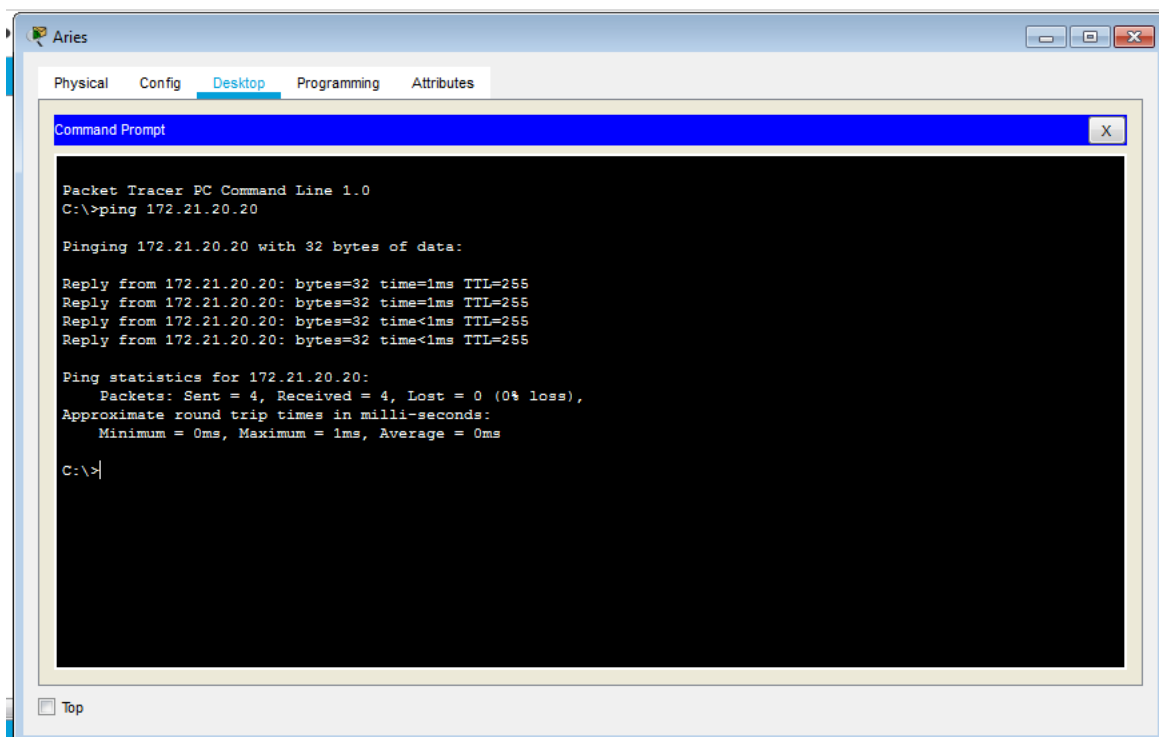 Aries
Physical Config Desktop Programming Attributes
Command Prompt
X
Packet Tracer PC Command Line 1.0
C:\>ping 172.21.20.20
Pinging 172.21.20.20 with 32 bytes of data:
Reply from 172.21.20.20: bytes=32 time=1ms TTL=255
Reply from 172.21.20.20: bytes=32 time=1ms TTL=255
Reply from 172.21.20.20: bytes=32 time<1ms TTL=255
Reply from 172.21.20.20: bytes=32 time<1ms TTL=255
Ping statistics for 172.21.20.20:
    Packets: Sent = 4, Received = 4, Lost = 0 (0% loss),
Approximate round trip times in milli-seconds:
    Minimum = 0ms, Maximum = 1ms, Average = 0ms
C:\>
Top